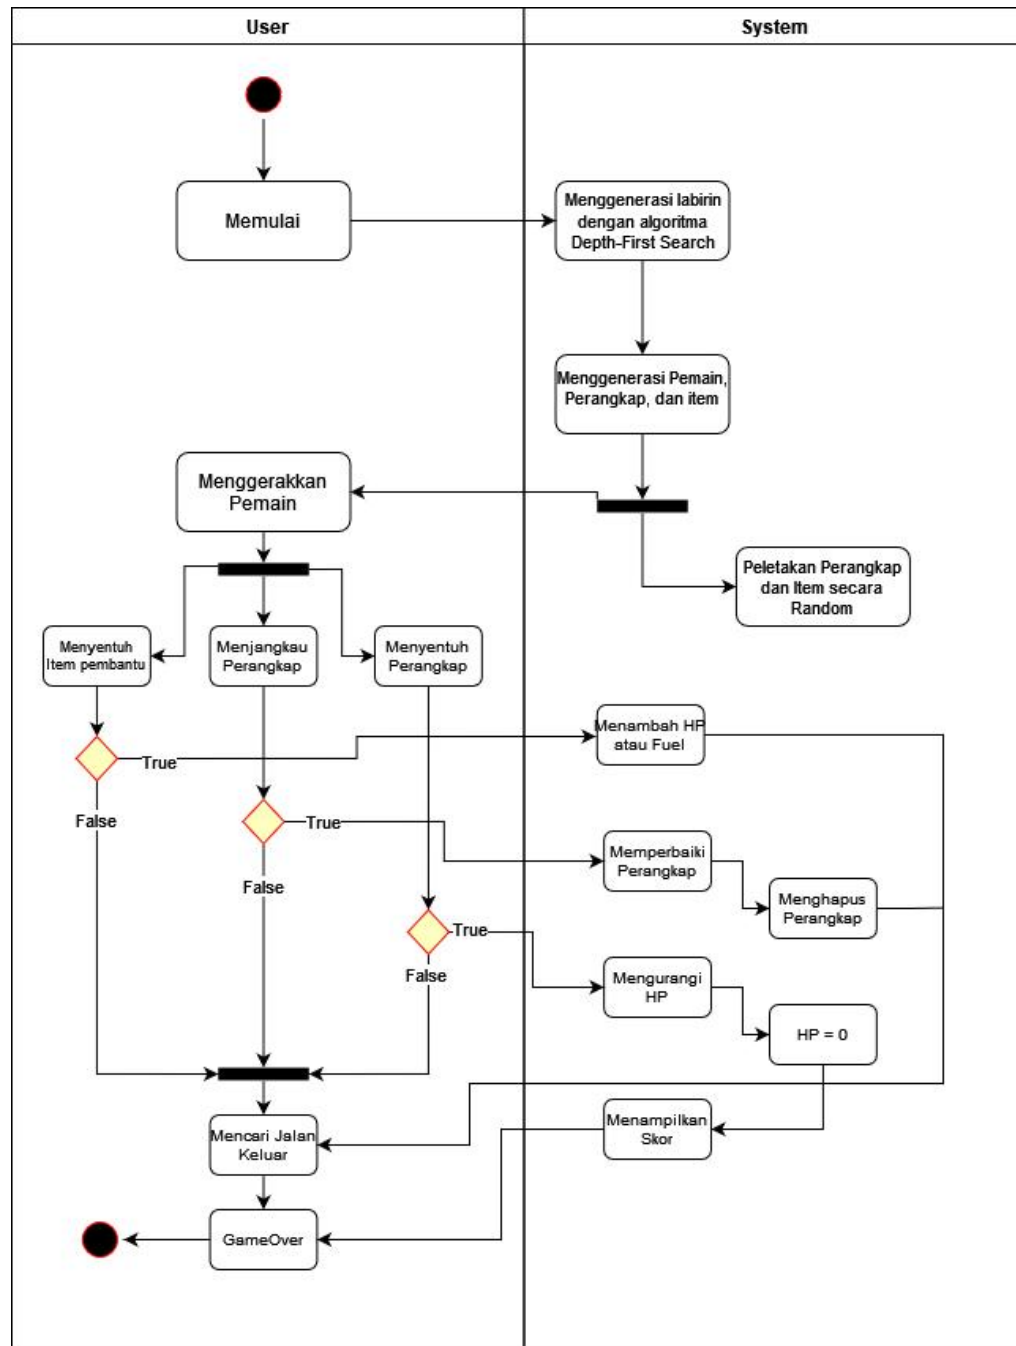 User
System
Memulai
Menggenerasi labirin
dengan algoritma
Depth-First Search
Menggenerasi Pemain,
Perangkap, dan item
Menggerakkan
Pemain
Peletakan Perangkap
dan Item secara
Random
Menyentuh
Item pembantu
Menjangkau
Perangkap
Menyentuh
Perangkap
Menambah HP
atau Fuel
True
False
True
False
Memperbaiki
Perangkap
Menghapus
Perangkap
True
False
Mengurangi
HP
HP = 0
Menampilkan
Skor
Mencari Jalan
Keluar
GameOver